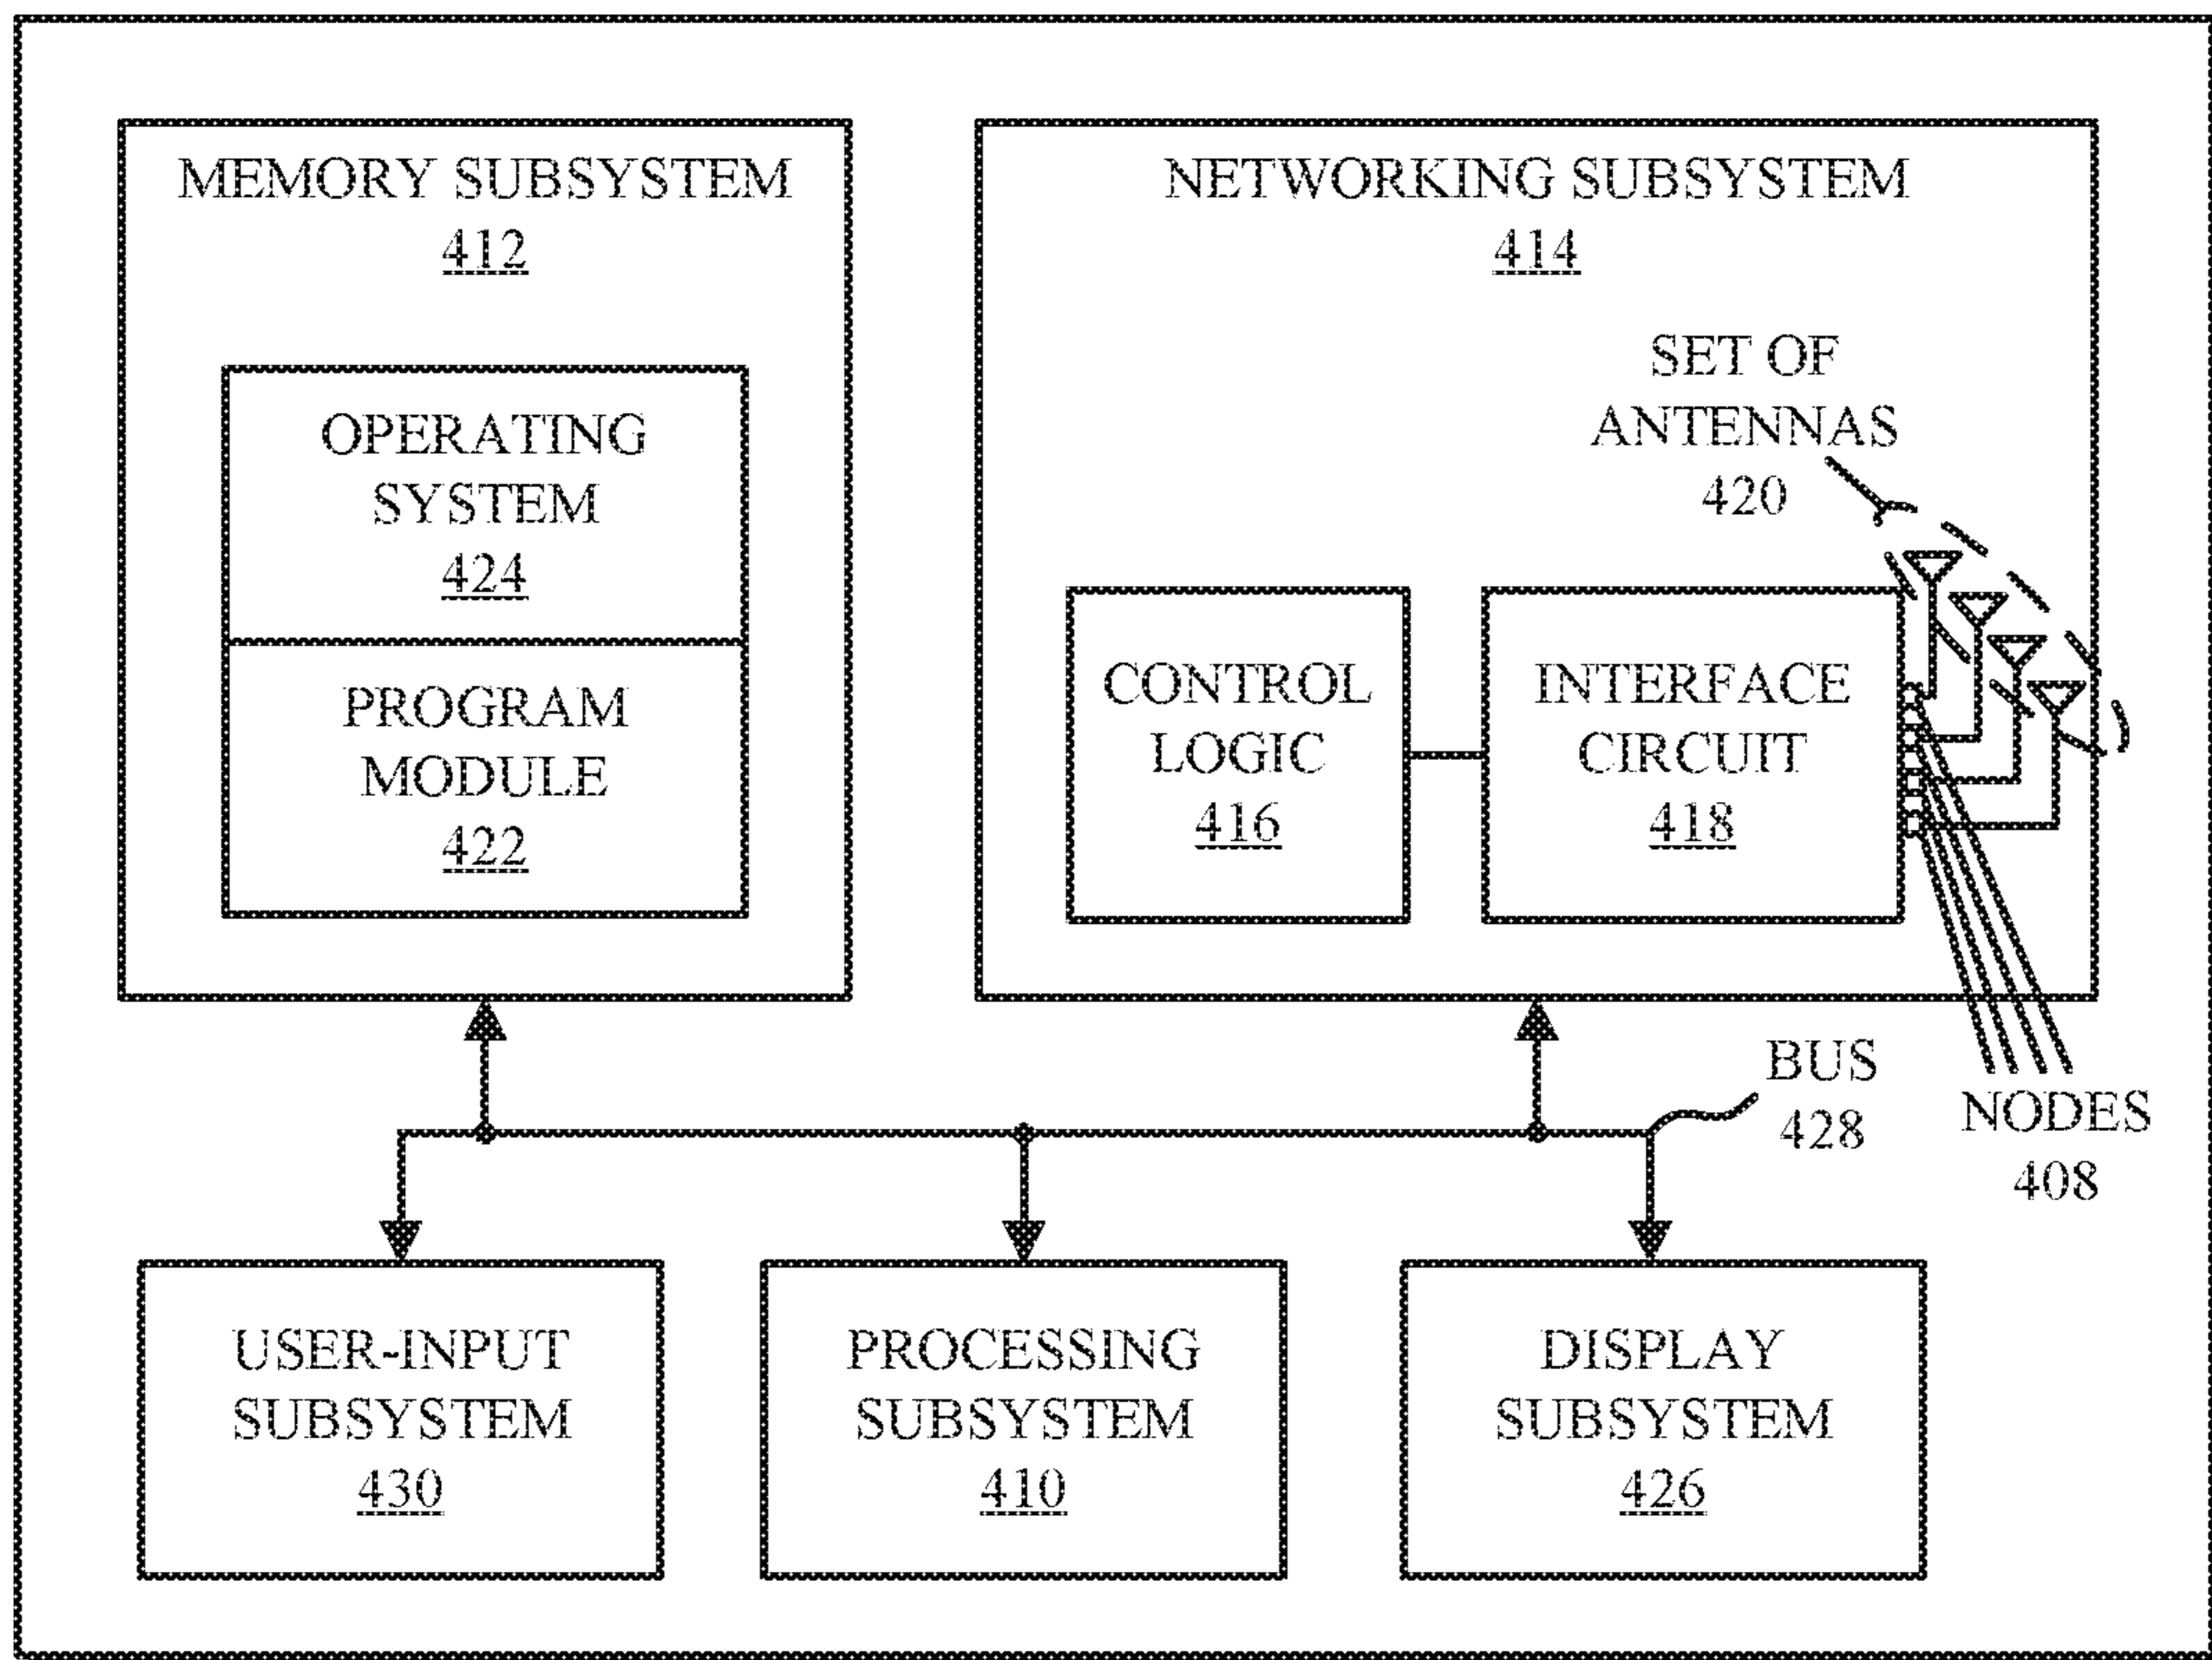 MEMORY SUBSYSTEM
412
OPERATING
SYSTEM
424
PROGRAM
MODULE
422
NETWORKING SUBSYSTEM
414
SET OF
ANTENNAS
420
CONTROL
LOGIC
416
INTERFACE
CIRCUIT
418
BUS
428
NODES
408
USER-INPUT
SUBSYSTEM
430
PROCESSING
SUBSYSTEM
410
DISPLAY
SUBSYSTEM
426